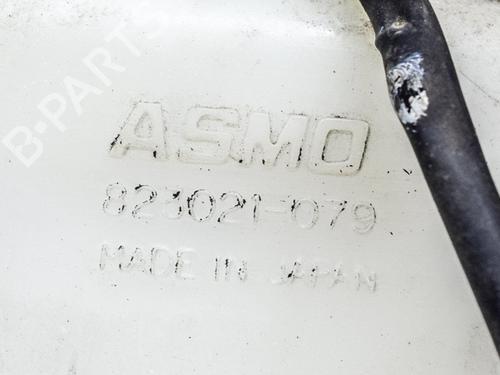 B-PARTS
ASMO
823021-079
MADE IN JAPAN